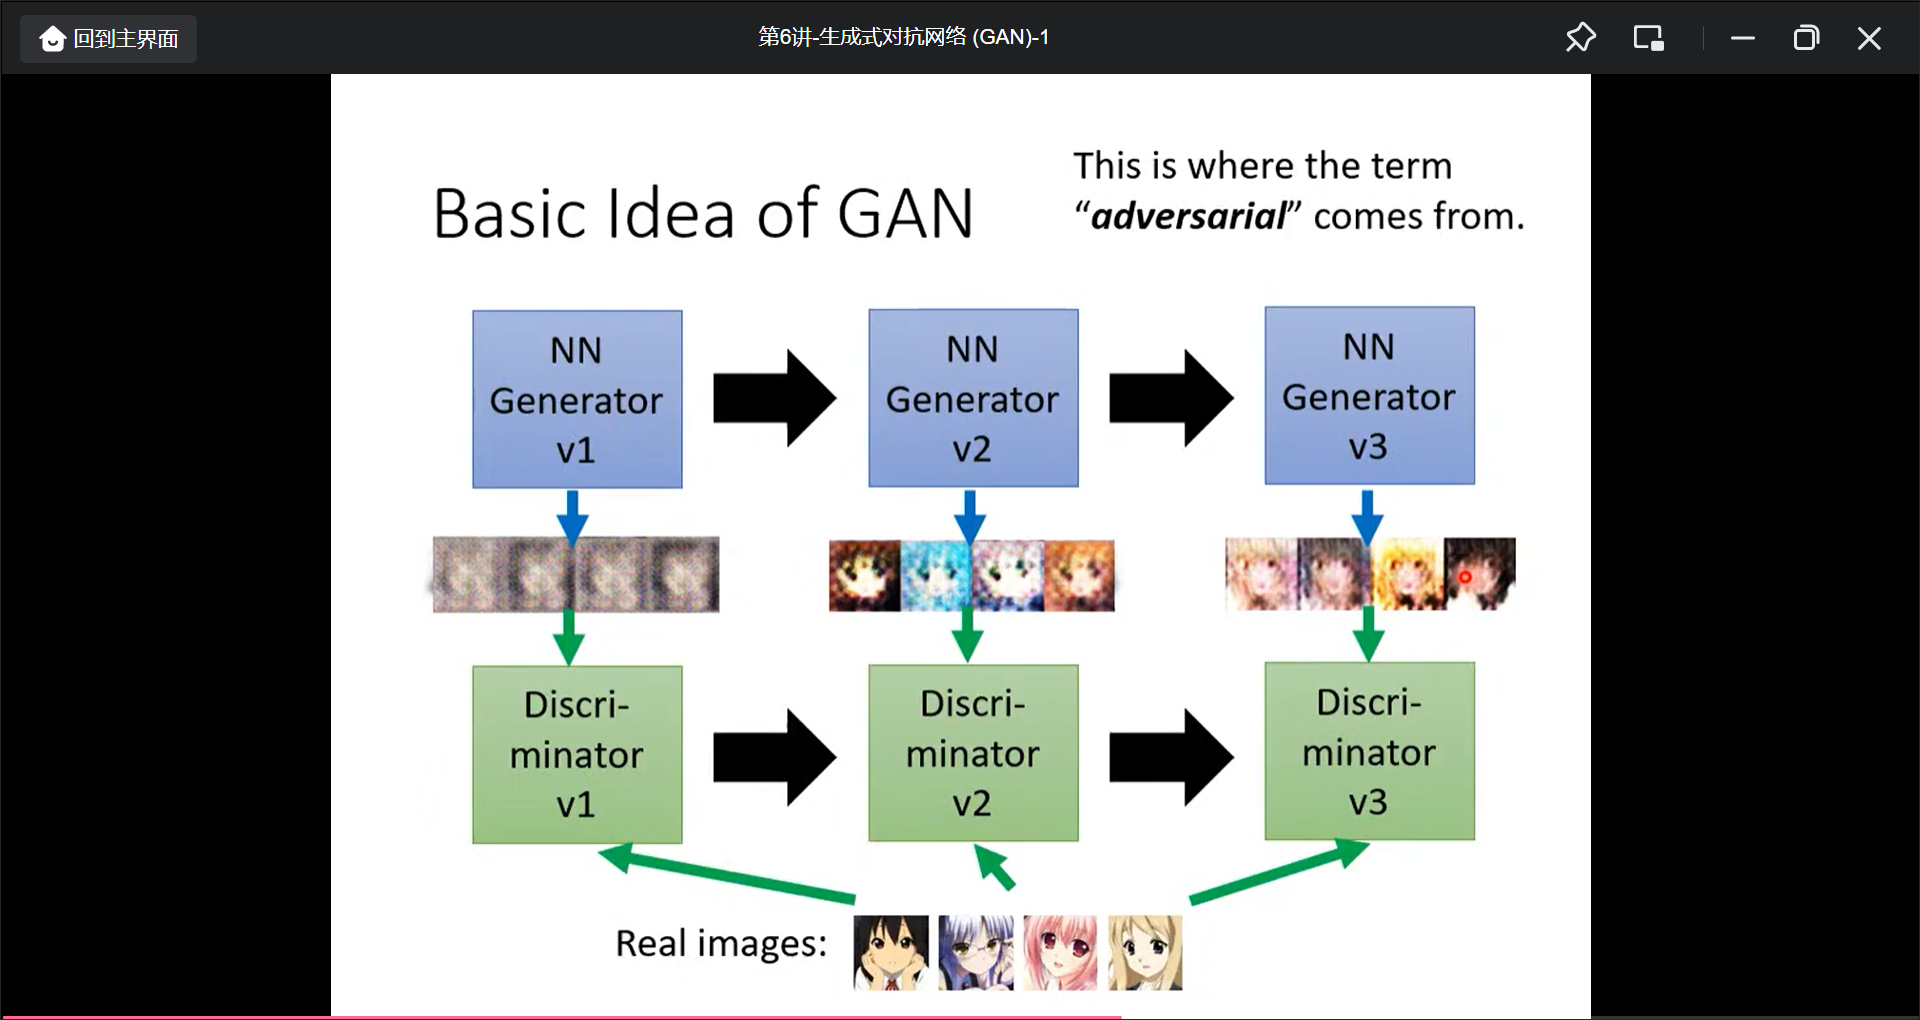 回到主界面
第6讲-生成式对抗网络 (GAN)-1
This is where the term
“adversarial” comes from.
Basic Idea of GAN
NN
Generator
v1
NN
Generator
v2
NN
Generator
v3
Discri-
minator
v1
Discri-
minator
v2
Discri-
minator
v3
Real images: